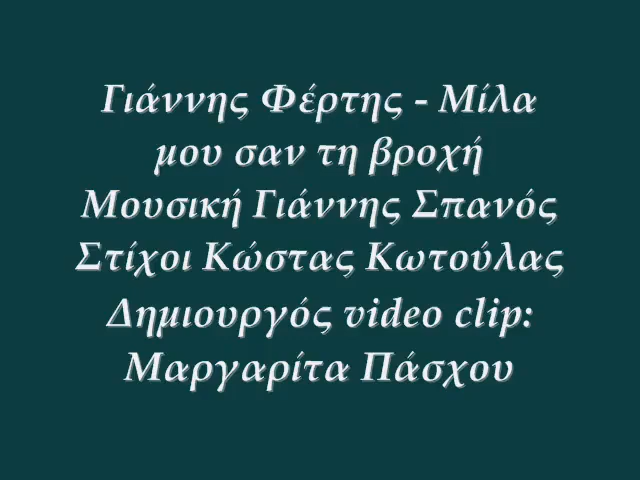 Γιάννης Φέρτης - Μίλα
μου σαν τη βροχή
Μουσική Γιάννης Σπανός
Στίχοι Κώστας Κωτούλας
Δημιουργός video clip:
Μαργαρίτα Πάσχου